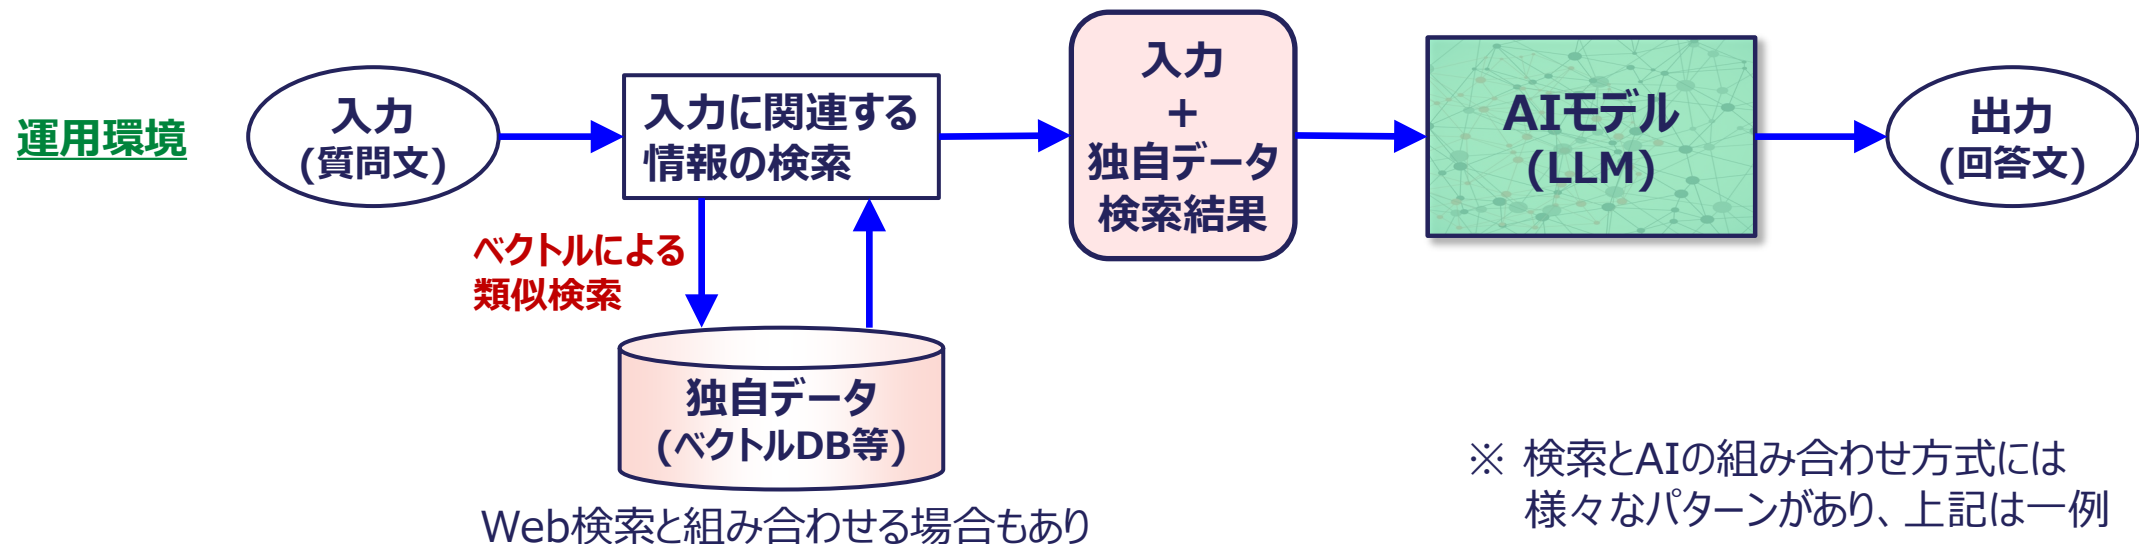 運用環境
入力
(質問文)
入力に関連する
情報の検索
入力
+
独自データ
検索結果
AIモデル
(LLM)
出力
(回答文)
ベクトルによる
類似検索
独自データ
(ベクトルDB等)
Web検索と組み合わせる場合もあり
※ 検索とAIの組み合わせ方式には
様々なパターンがあり、上記は一例